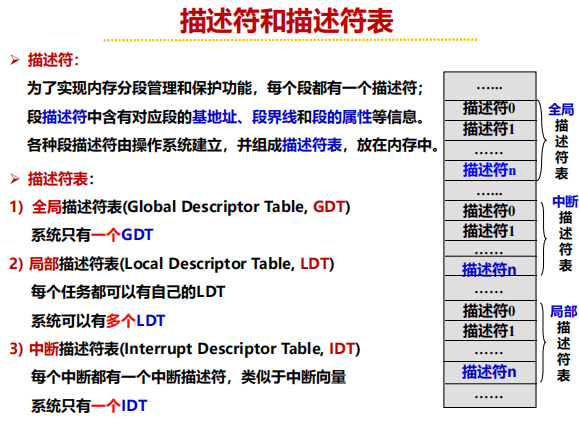 描述符和描述符表
➢ 描述符：
为了实现内存分段管理和保护功能，每个段都有一个描述符；
段描述符中含有对应段的基地址、段界线和段的属性等信息。
各种段描述符由操作系统建立，并组成描述符表，放在内存中。
➢ 描述符表：
1) 全局描述符表(Global Descriptor Table, GDT)
系统只有一个GDT
2) 局部描述符表(Local Descriptor Table, LDT)
每个任务都可以有自己的LDT
系统可以有多个LDT
3) 中断描述符表(Interrupt Descriptor Table, IDT)
每个中断都有一个中断描述符，类似于中断向量
系统只有一个IDT
……
描述符0
描述符1
……
描述符n
……
描述符0
描述符1
……
描述符n
……
描述符0
描述符1
……
描述符n
……
全局描述符表
中断描述符表
局部描述符表